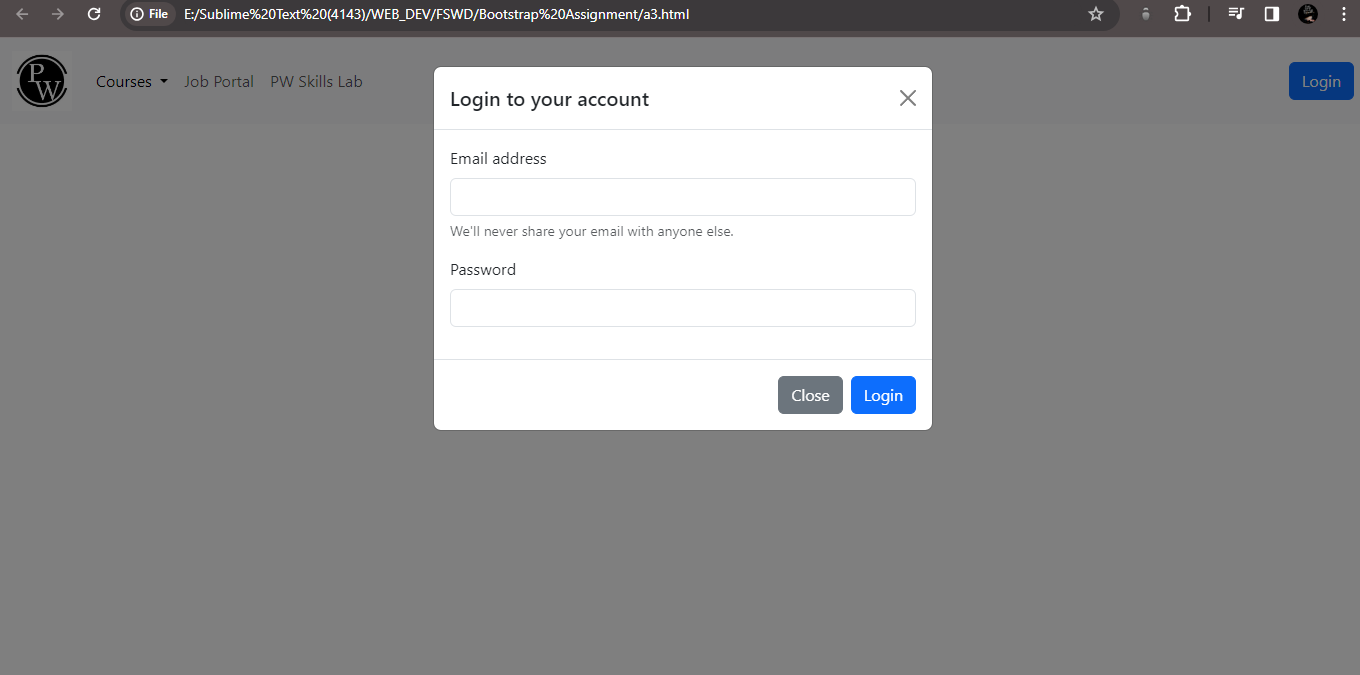 File E:/Sublime%20Text%20(4143)/WEB_DEV/FSWD/Bootstrap%20Assignment/a3.html
PW Courses Job Portal PW Skills Lab Login
Login to your account
Email address
We'll never share your email with anyone else.
Password
Close Login